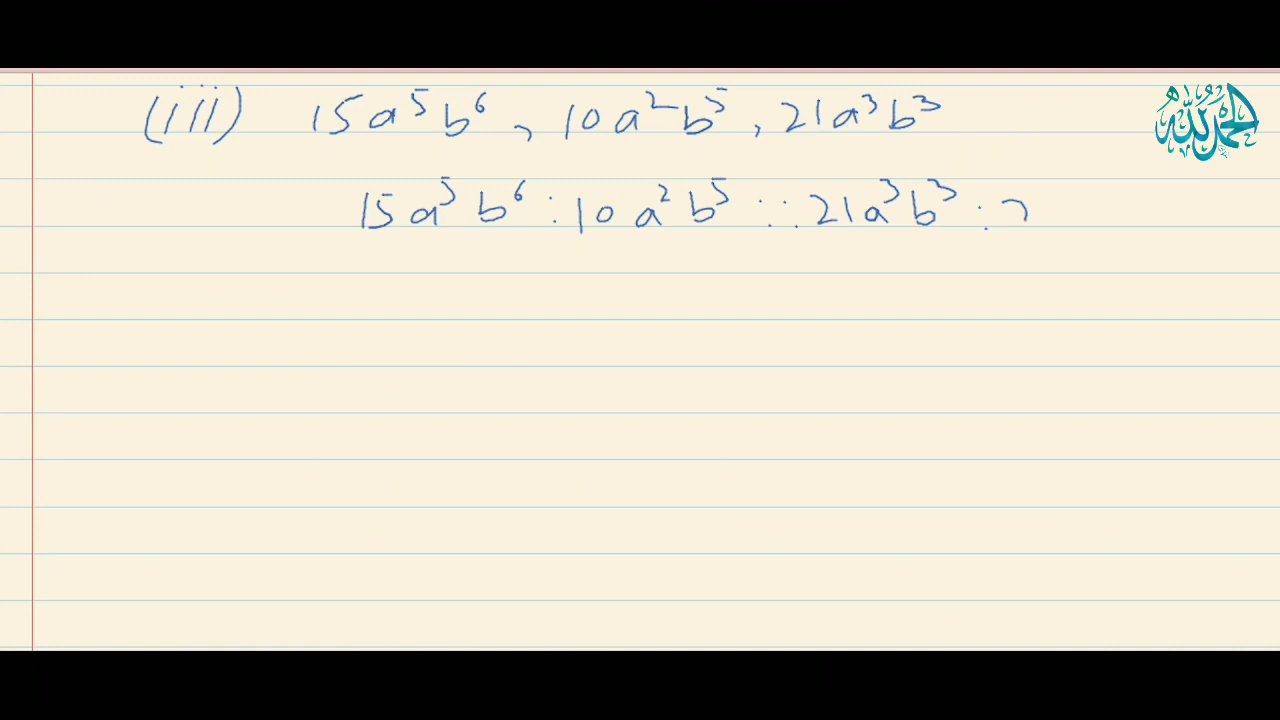 (iii) 15a⁵b⁶, 10a²b⁵, 21a³b³
15a⁵b⁶ : 10a²b⁵ :: 21a³b³ :
الحمد لله